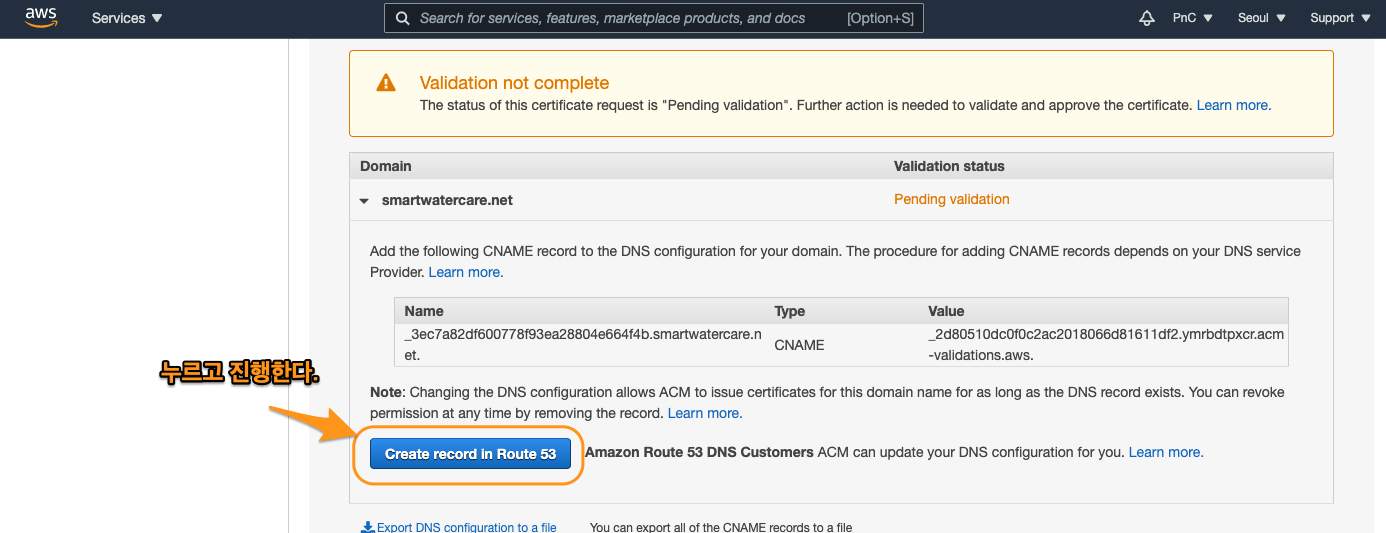 aws Services Search for services, features, marketplace products, and docs [Option+S] PnC Seoul Support
Validation not complete
The status of this certificate request is "Pending validation". Further action is needed to validate and approve the certificate. Learn more.
Domain Validation status
smartwatercare.net Pending validation
Add the following CNAME record to the DNS configuration for your domain. The procedure for adding CNAME records depends on your DNS service
Provider. Learn more.
Name Type Value
_3ec7a82df600778f93ea28804e664f4b.smartwatercare.n
et.
CNAME
_2d80510dc0f0c2ac2018066d81611df2.ymrbdtpxcr.acm
-validations.aws.
누르고 진행한다.
Note: Changing the DNS configuration allows ACM to issue certificates for this domain name for as long as the DNS record exists. You can revoke
permission at any time by removing the record. Learn more.
Create record in Route 53 Amazon Route 53 DNS Customers ACM can update your DNS configuration for you. Learn more.
Export DNS configuration to a file You can export all of the CNAME records to a file